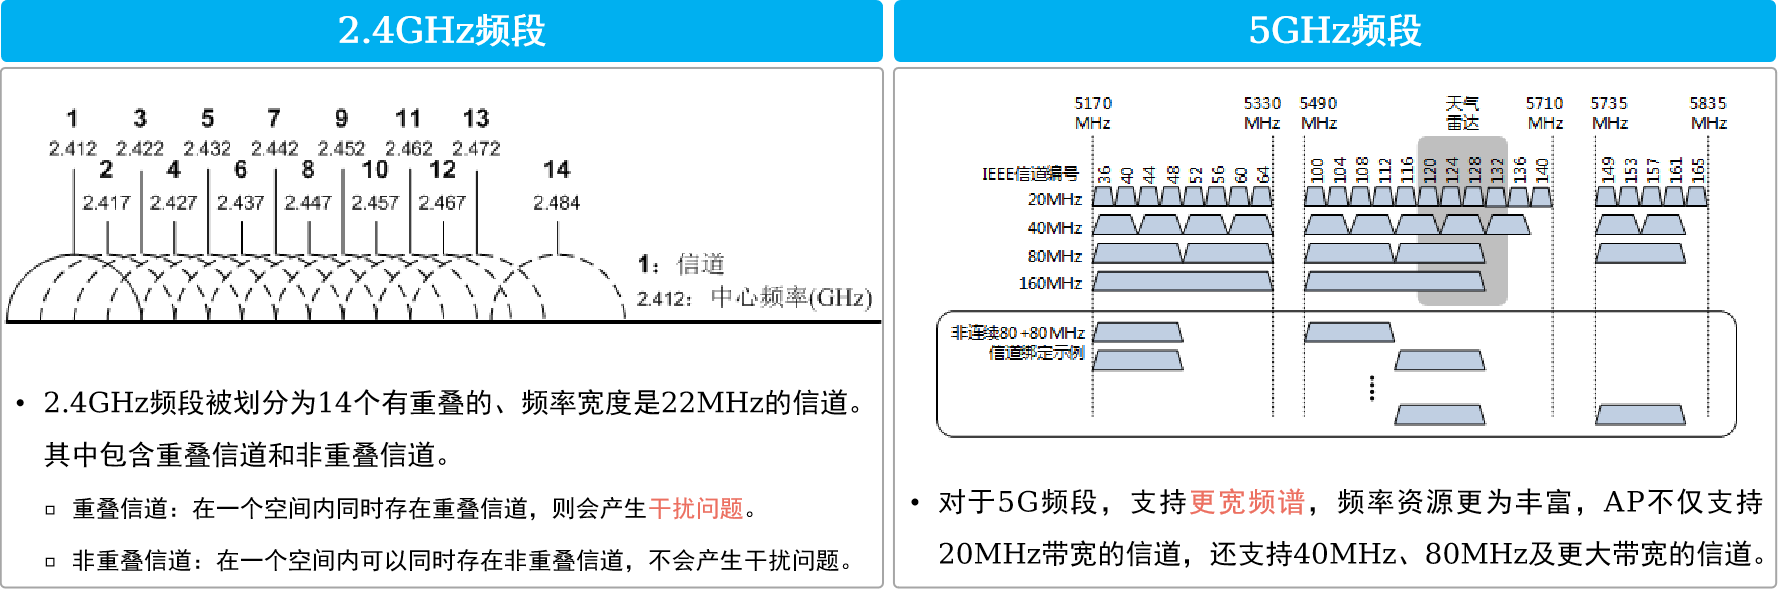 2.4GHz频段
1 3 5 7 9 11 13
2.412 2.422 2.432 2.442 2.452 2.462 2.472
2 4 6 8 10 12 14
2.417 2.427 2.437 2.447 2.457 2.467 2.484
1：信道
2.412：中心频率(GHz)
• 2.4GHz频段被划分为14个有重叠的、频率宽度是22MHz的信道。
其中包含重叠信道和非重叠信道。
▫ 重叠信道：在一个空间内同时存在重叠信道，则会产生干扰问题。
▫ 非重叠信道：在一个空间内可以同时存在非重叠信道，不会产生干扰问题。
5GHz频段
5170 5330 5490 天气 5710 5735 5835
MHz MHz MHz 雷达 MHz MHz MHz
IEEE信道编号 36 40 44 48 52 56 60 64 100 104 108 112 116 120 124 128 132 136 140 149 153 157 161 165
20MHz
40MHz
80MHz
160MHz
非连续80+80MHz
信道绑定示例
• 对于5G频段，支持更宽频谱，频率资源更为丰富，AP不仅支持
20MHz带宽的信道，还支持40MHz、80MHz及更大带宽的信道。